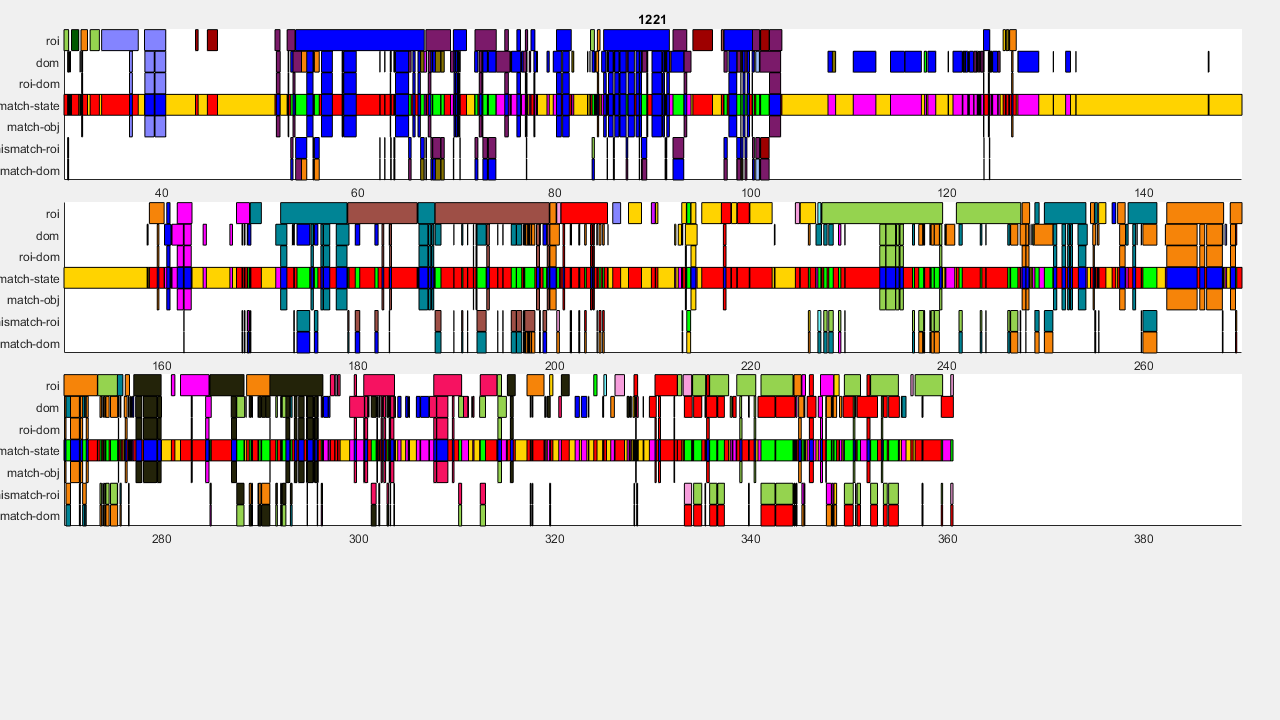 1221
roi
dom
roi-dom
match-state
match-obj
ismatch-roi
match-dom
40 60 80 100 120 140
roi
dom
roi-dom
match-state
match-obj
ismatch-roi
match-dom
160 180 200 220 240 260
roi
dom
roi-dom
match-state
match-obj
ismatch-roi
match-dom
280 300 320 340 360 380